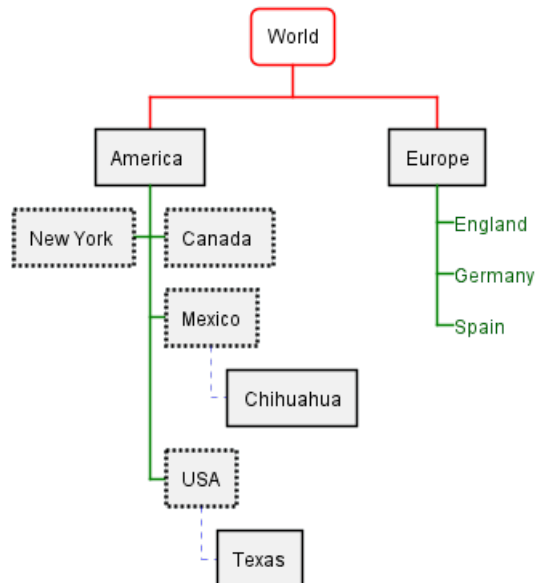 World
America
Europe
New York
Canada
England
Germany
Mexico
Spain
Chihuahua
USA
Texas